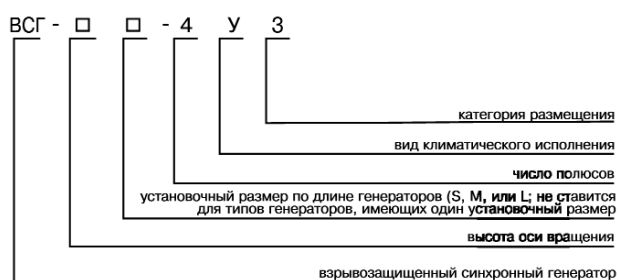 ВСГ - □ □ - 4 У 3
категория размещения
вид климатического исполнения
число полюсов
установочный размер по длине генераторов (S, M, или L; не ставится
для типов генераторов, имеющих один установочный размер
высота оси вращения
взрывозащищенный синхронный генератор